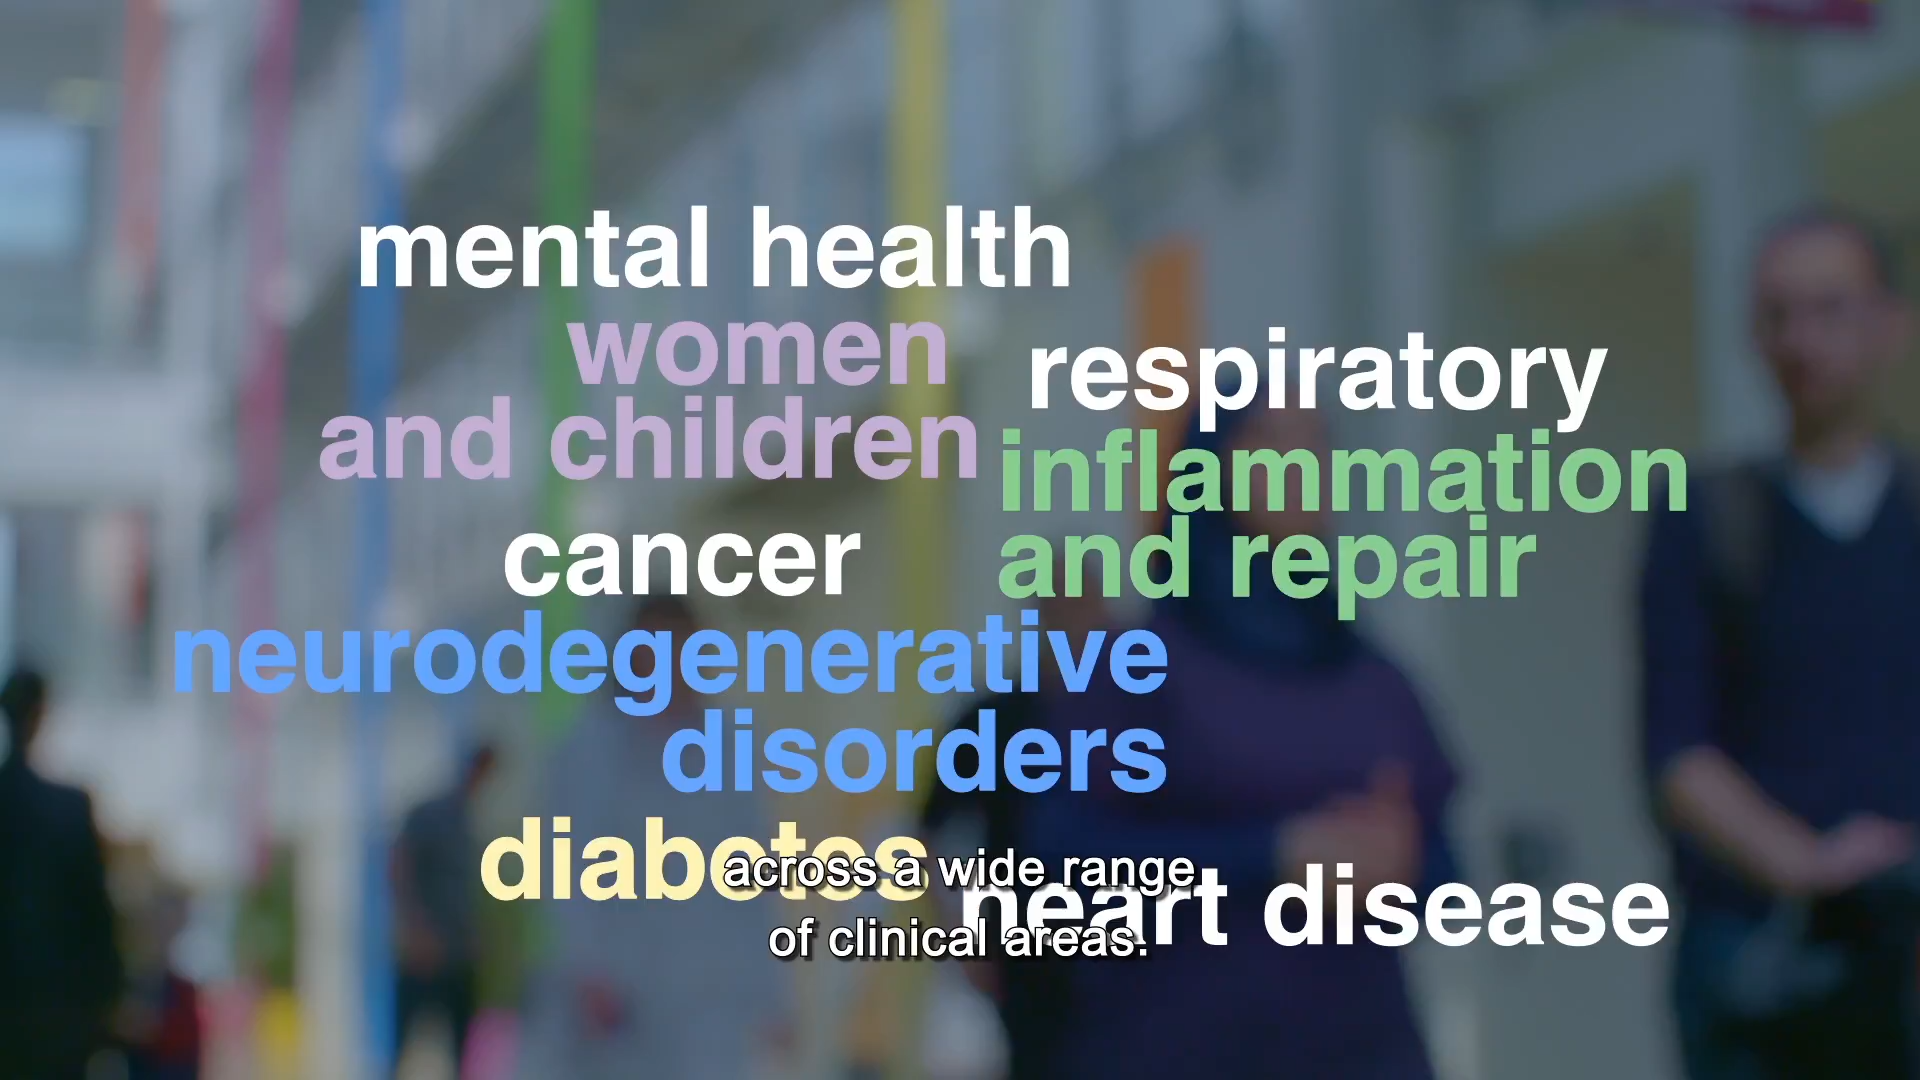 mental health
women
and children
respiratory
inflammation
and repair
cancer
neurodegenerative
disorders
diabetes
heart disease
across a wide range
of clinical areas.